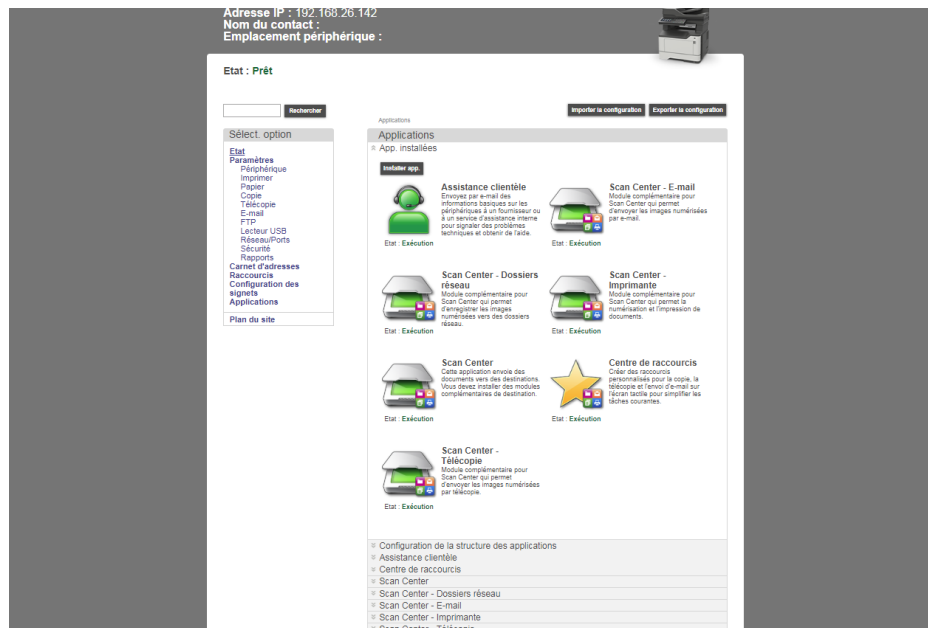 Adresse IP : 192.168.26.142
Nom du contact :
Emplacement périphérique :
Etat : Prêt
Rechercher
Importer la configuration
Exporter la configuration
Applications
Sélect. option
Etat
Paramètres
Périphérique
Imprimer
Papier
Copie
Télécopie
E-mail
FTP
Lecteur USB
Réseau/Ports
Sécurité
Rapports
Carnet d'adresses
Raccourcis
Configuration des
signets
Applications
Plan du site
Applications
App. installées
Installer app.
Assistance clientèle
Envoyez par e-mail des
informations basiques sur les
périphériques à un fournisseur ou
à un service d'assistance interne
pour signaler des problèmes
techniques et obtenir de l'aide.
Etat : Exécution
Scan Center - E-mail
Module complémentaire pour
Scan Center qui permet
d'envoyer les images numérisées
par e-mail.
Etat : Exécution
Scan Center - Dossiers
réseau
Module complémentaire pour
Scan Center qui permet
d'enregistrer les images
numérisées vers des dossiers
réseau.
Etat : Exécution
Scan Center -
Imprimante
Module complémentaire pour
Scan Center qui permet la
numérisation et l'impression de
documents.
Etat : Exécution
Scan Center
Cette application envoie des
documents vers des destinations.
Vous devez installer des modules
complémentaires de destination.
Etat : Exécution
Centre de raccourcis
Créer des raccourcis
personnalisés pour la copie, la
télécopie et l'envoi d'e-mail sur
l'écran tactile pour simplifier les
tâches courantes.
Etat : Exécution
Scan Center -
Télécopie
Module complémentaire pour
Scan Center qui permet
d'envoyer les images numérisées
par télécopie.
Etat : Exécution
Configuration de la structure des applications
Assistance clientèle
Centre de raccourcis
Scan Center
Scan Center - Dossiers réseau
Scan Center - E-mail
Scan Center - Imprimante
Scan Center - Télécopie